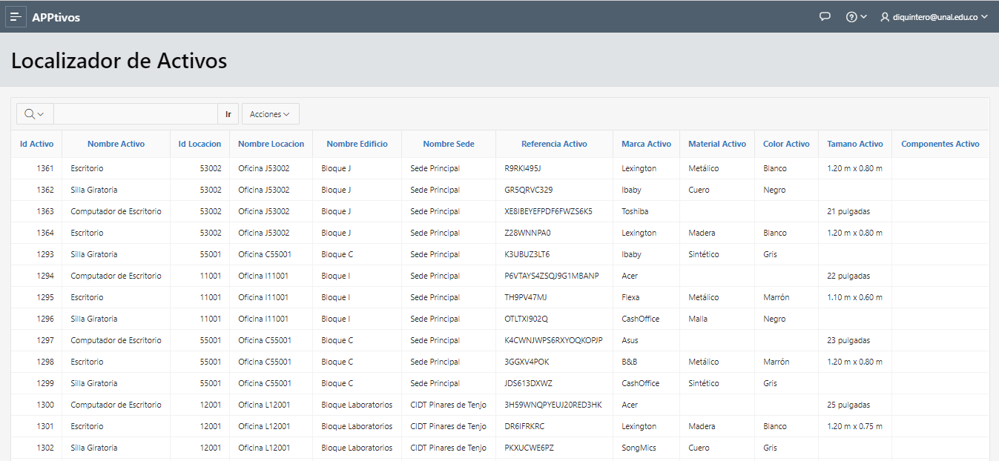 APPtivos
diquintero@unal.edu.co
Localizador de Activos
Ir Acciones
Id Activo Nombre Activo Id Locacion Nombre Locacion Nombre Edificio Nombre Sede Referencia Activo Marca Activo Material Activo Color Activo Tamano Activo Componentes Activo
1361 Escritorio 53002 Oficina J53002 Bloque J Sede Principal R9RKI495J Lexington Metálico Blanco 1.20 m x 0.80 m
1362 Silla Giratoria 53002 Oficina J53002 Bloque J Sede Principal GR5QRVC329 Ibaby Cuero Negro
1363 Computador de Escritorio 53002 Oficina J53002 Bloque J Sede Principal XE8IBEYEFPDF6FWZS6K5 Toshiba 21 pulgadas
1364 Escritorio 53002 Oficina J53002 Bloque J Sede Principal Z28WNNPA0 Lexington Madera Blanco 1.20 m x 0.80 m
1293 Silla Giratoria 55001 Oficina C55001 Bloque C Sede Principal K3UBUZ3LT6 Ibaby Sintético Gris
1294 Computador de Escritorio 11001 Oficina I11001 Bloque I Sede Principal P6VTAYS4ZSQJ9G1MBANP Acer 22 pulgadas
1295 Escritorio 11001 Oficina I11001 Bloque I Sede Principal TH9PV47MJ Flexa Metálico Marrón 1.10 m x 0.60 m
1296 Silla Giratoria 11001 Oficina I11001 Bloque I Sede Principal OTLTXI902Q CashOffice Malla Negro
1297 Computador de Escritorio 55001 Oficina C55001 Bloque C Sede Principal K4CWNJWPS6RXYOQKOPJP Asus 23 pulgadas
1298 Escritorio 55001 Oficina C55001 Bloque C Sede Principal 3GGXV4POK B&B Metálico Marrón 1.20 m x 0.80 m
1299 Silla Giratoria 55001 Oficina C55001 Bloque C Sede Principal JDS613DXWZ CashOffice Sintético Gris
1300 Computador de Escritorio 12001 Oficina L12001 Bloque Laboratorios CIDT Pinares de Tenjo 3H59WNQPYEUJ20RED3HK Acer 25 pulgadas
1301 Escritorio 12001 Oficina L12001 Bloque Laboratorios CIDT Pinares de Tenjo DR6IFRKRC Lexington Madera Blanco 1.20 m x 0.75 m
1302 Silla Giratoria 12001 Oficina L12001 Bloque Laboratorios CIDT Pinares de Tenjo PKXUCWE6PZ SongMics Cuero Gris